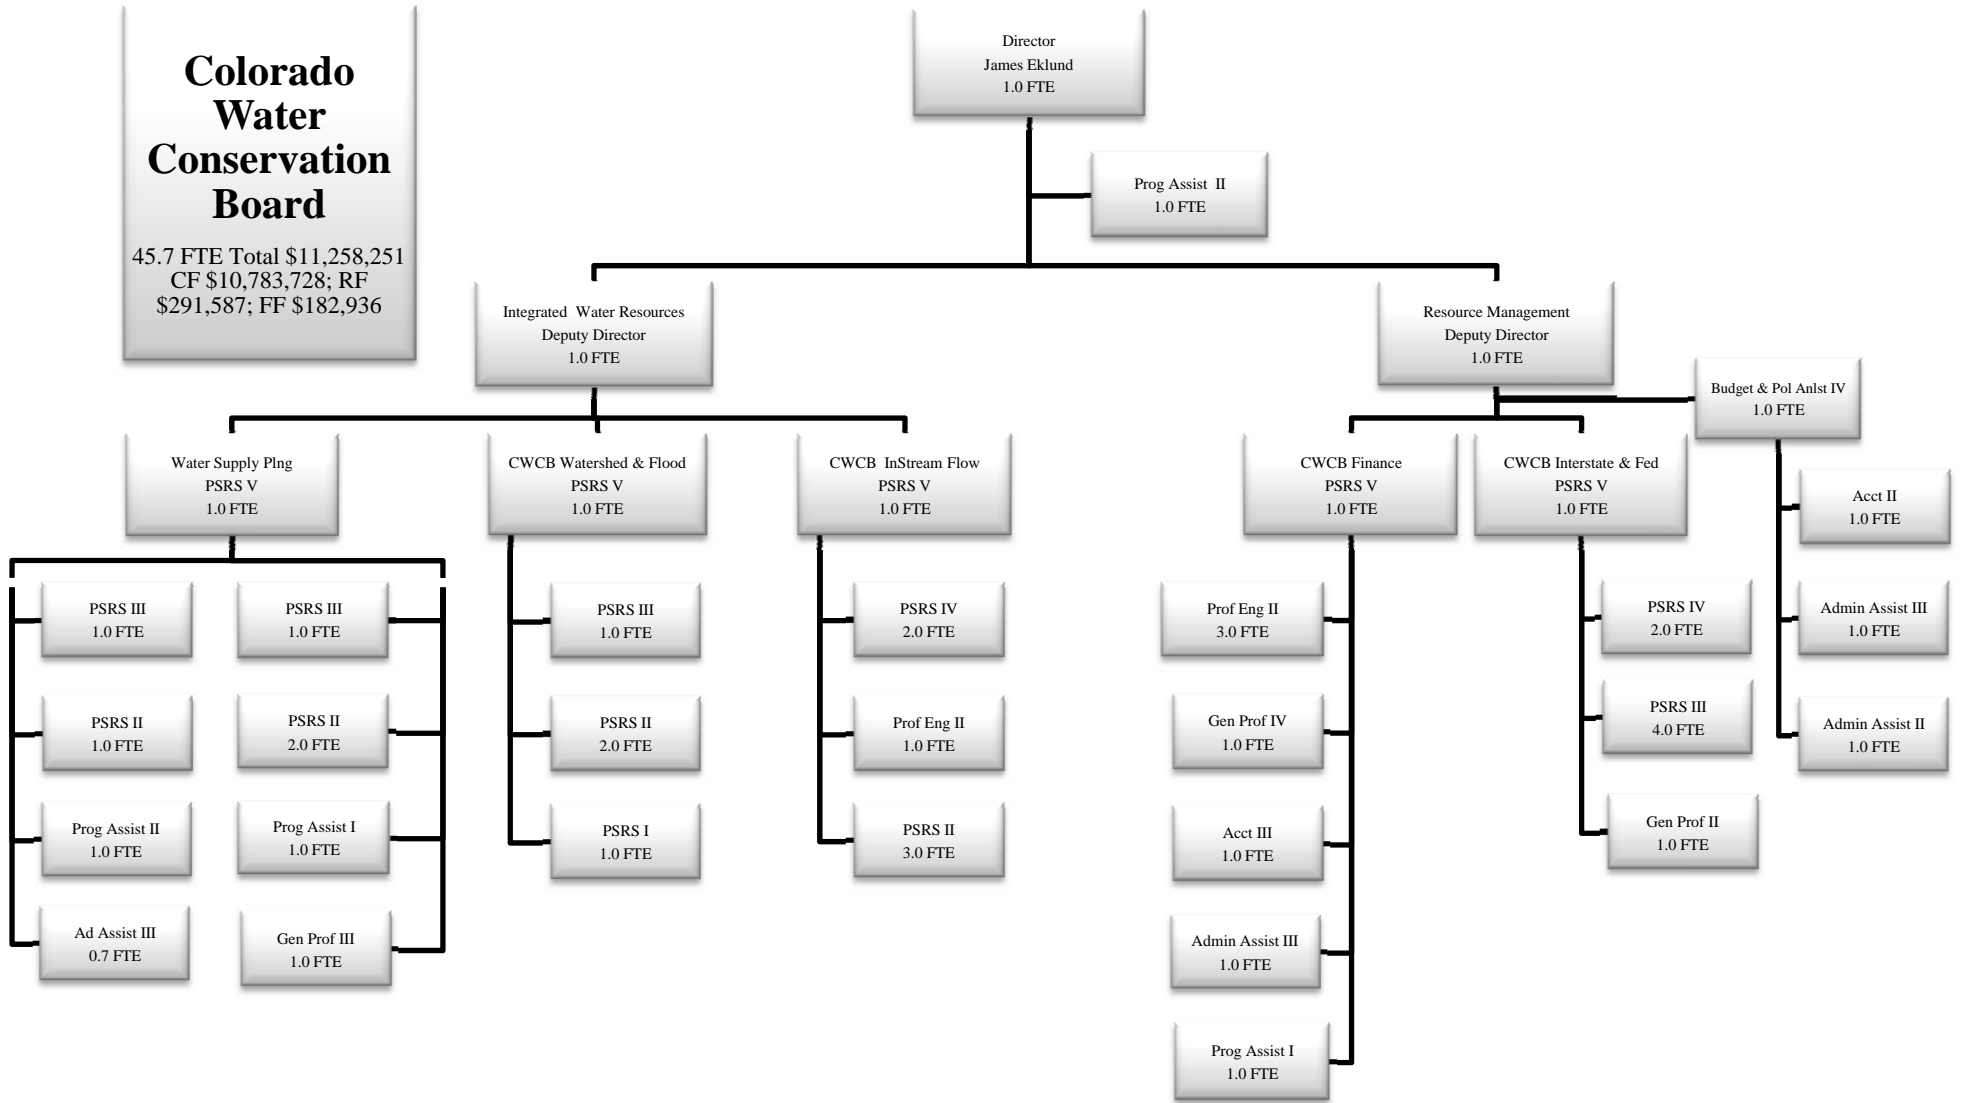 Colorado
Water
Conservation
Board
45.7 FTE Total $11,258,251
CF $10,783,728; RF
$291,587; FF $182,936
Director
James Eklund
1.0 FTE
Prog Assist II
1.0 FTE
Integrated Water Resources
Deputy Director
1.0 FTE
Resource Management
Deputy Director
1.0 FTE
Budget & Pol Anlst IV
1.0 FTE
Water Supply Plng
PSRS V
1.0 FTE
CWCB Watershed & Flood
PSRS V
1.0 FTE
CWCB InStream Flow
PSRS V
1.0 FTE
CWCB Finance
PSRS V
1.0 FTE
CWCB Interstate & Fed
PSRS V
1.0 FTE
PSRS III
1.0 FTE
PSRS II
1.0 FTE
Prog Assist II
1.0 FTE
Ad Assist III
0.7 FTE
PSRS III
1.0 FTE
PSRS II
2.0 FTE
Prog Assist I
1.0 FTE
Gen Prof III
1.0 FTE
PSRS III
1.0 FTE
PSRS II
2.0 FTE
PSRS I
1.0 FTE
PSRS IV
2.0 FTE
Prof Eng II
1.0 FTE
PSRS II
3.0 FTE
Prof Eng II
3.0 FTE
Gen Prof IV
1.0 FTE
Acct III
1.0 FTE
Admin Assist III
1.0 FTE
Prog Assist I
1.0 FTE
PSRS IV
2.0 FTE
PSRS III
4.0 FTE
Gen Prof II
1.0 FTE
Acct II
1.0 FTE
Admin Assist III
1.0 FTE
Admin Assist II
1.0 FTE